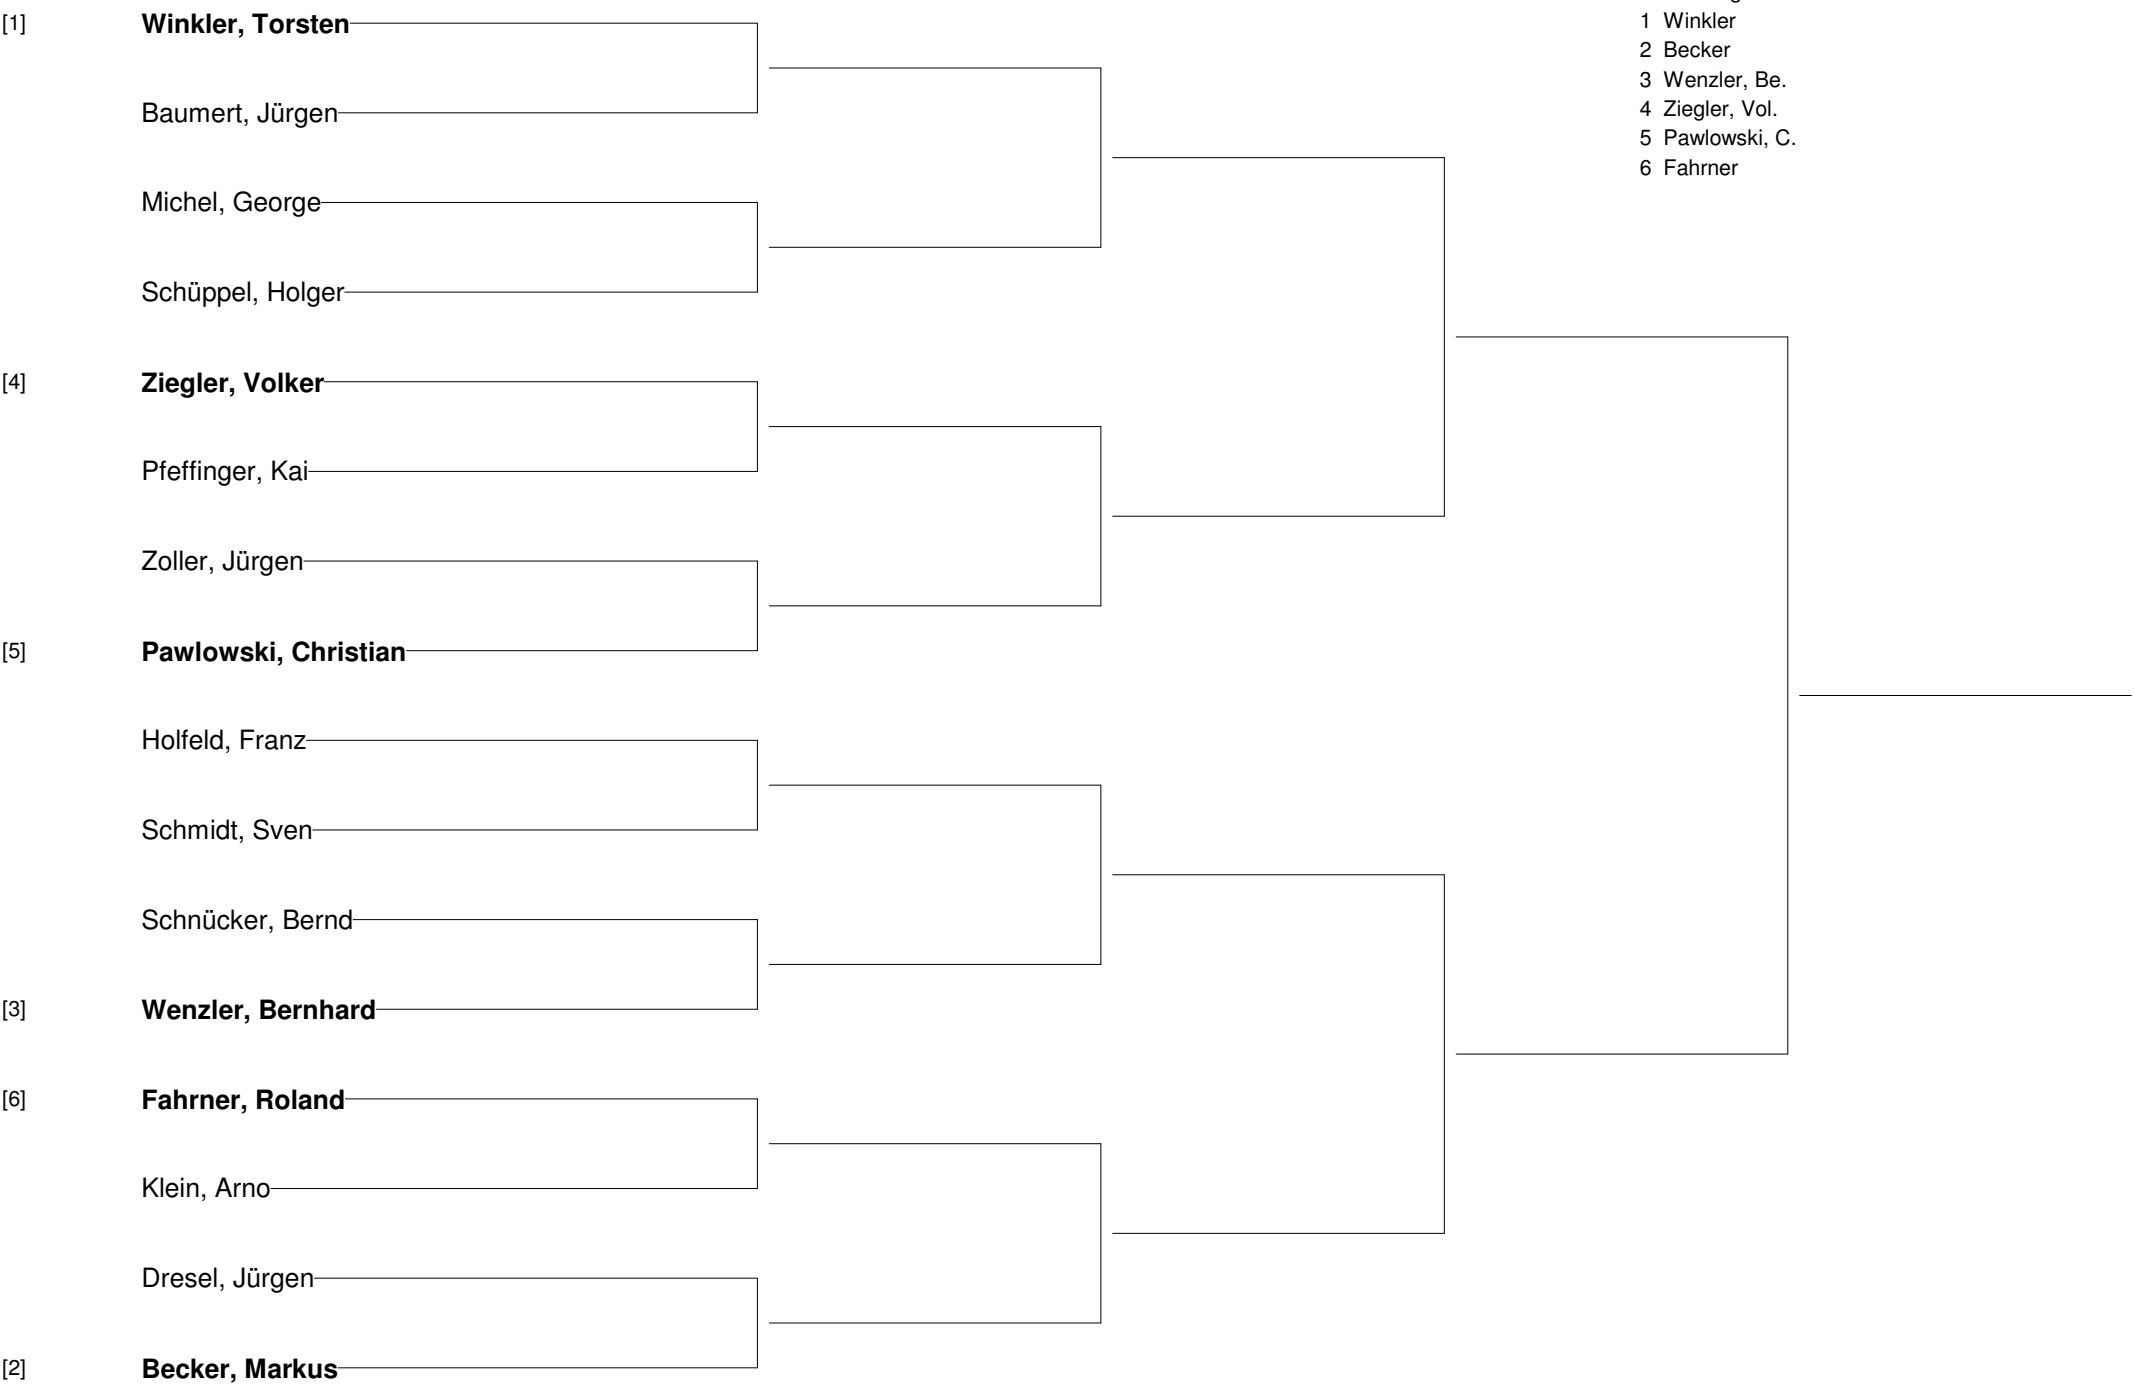 [1] Winkler, Torsten
Baumert, Jürgen
Michel, George
Schüppel, Holger
[4] Ziegler, Volker
Pfeffinger, Kai
Zoller, Jürgen
[5] Pawlowski, Christian
Holfeld, Franz
Schmidt, Sven
Schnücker, Bernd
[3] Wenzler, Bernhard
[6] Fahrner, Roland
Klein, Arno
Dresel, Jürgen
[2] Becker, Markus
1 Winkler
2 Becker
3 Wenzler, Be.
4 Ziegler, Vol.
5 Pawlowski, C.
6 Fahrner